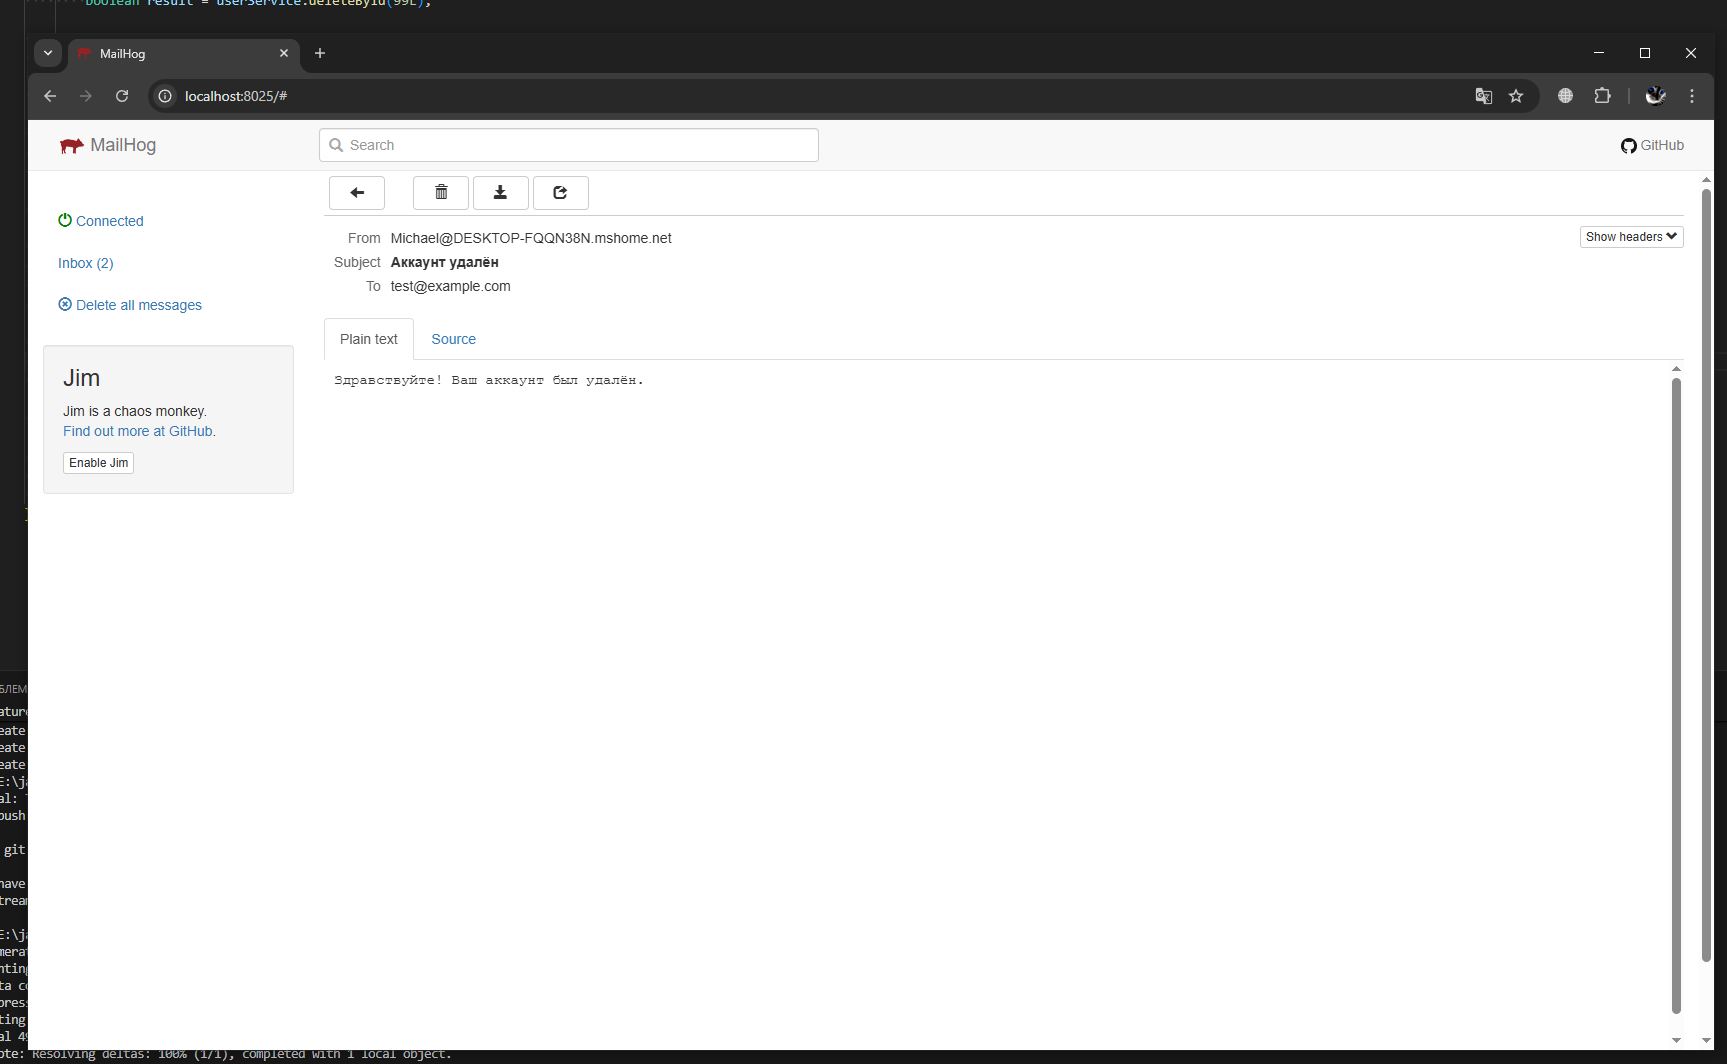 boolean result = userService.deleteById(99L);
MailHog
localhost:8025/#
MailHog
Search
GitHub
Connected
Inbox (2)
Delete all messages
Jim
Jim is a chaos monkey.
Find out more at GitHub.
Enable Jim
From Michael@DESKTOP-FQQN38N.mshome.net
Show headers
Subject Аккаунт удалён
To test@example.com
Plain text Source
Здравствуйте! Ваш аккаунт был удалён.
git
have
ote: Resolving deltas: 100% (1/1), completed with 1 local object.